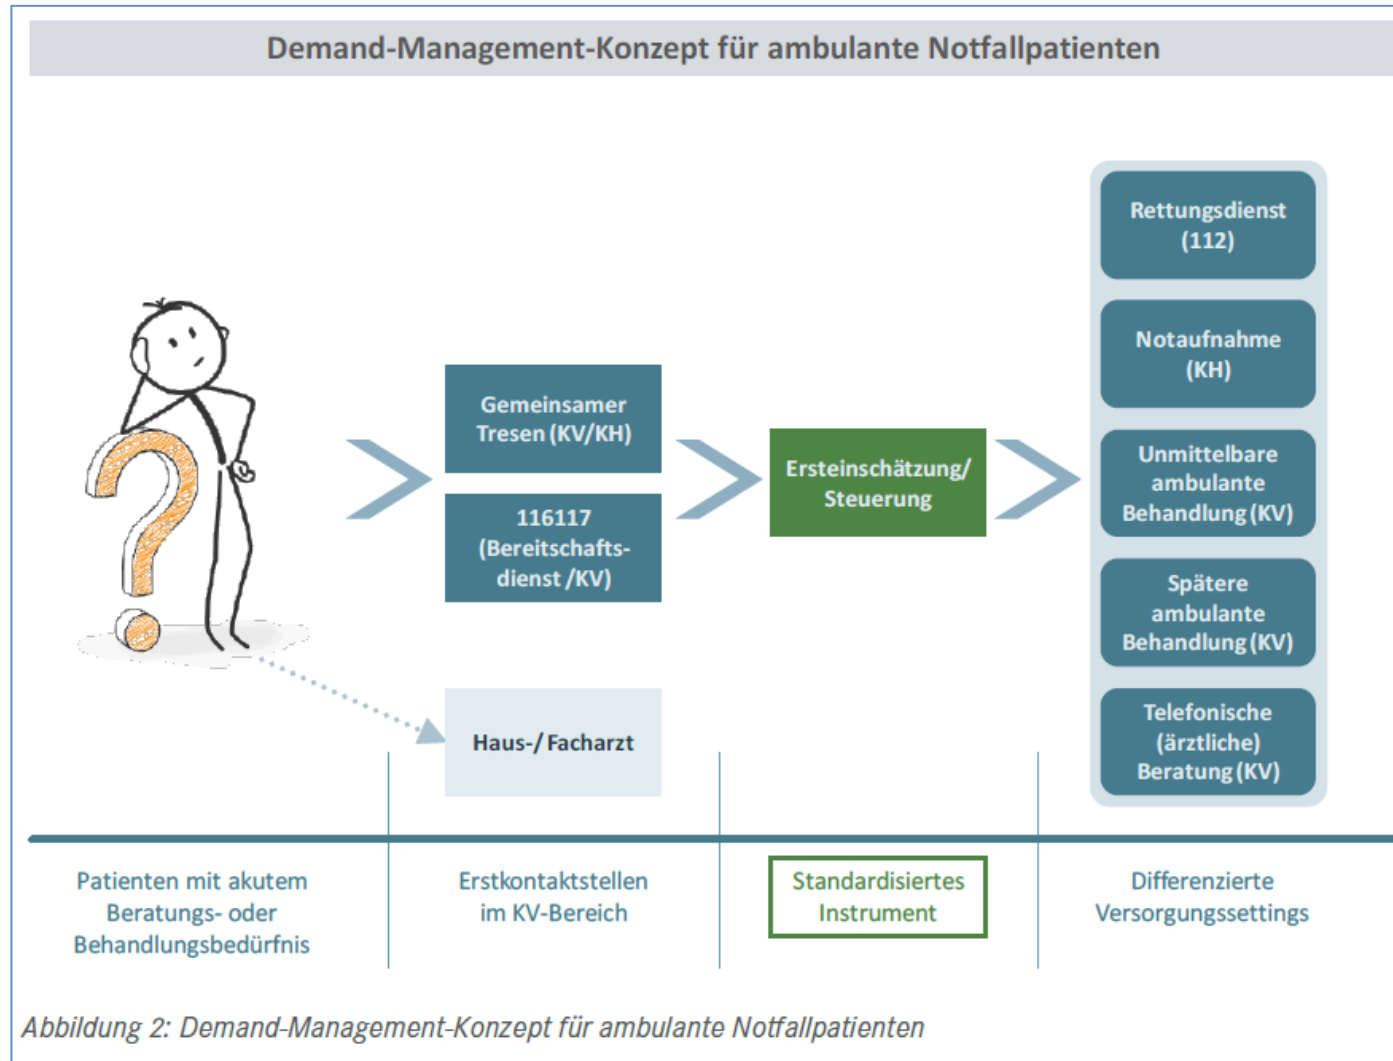 Demand-Management-Konzept für ambulante Notfallpatienten
Gemeinsamer
Tresen (KV/KH)
116117
(Bereitschafts-
dienst /KV)
Haus-/ Facharzt
Ersteinschätzung/
Steuerung
Rettungsdienst
(112)
Notaufnahme
(KH)
Unmittelbare
ambulante
Behandlung (KV)
Spätere
ambulante
Behandlung (KV)
Telefonische
(ärztliche)
Beratung (KV)
Patienten mit akutem
Beratungs- oder
Behandlungsbedürfnis
Erstkontaktstellen
im KV-Bereich
Standardisiertes
Instrument
Differenzierte
Versorgungssettings
Abbildung 2: Demand-Management-Konzept für ambulante Notfallpatienten